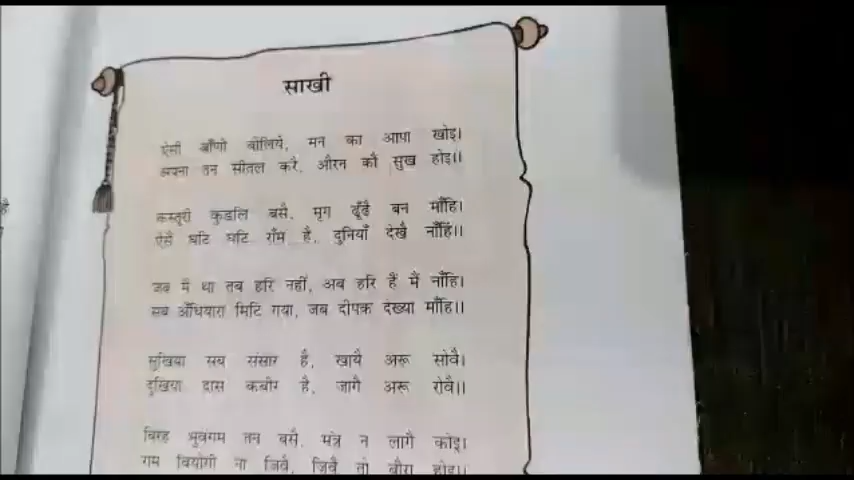 साखी
ऐसी बाँणी बोलिये, मन का आपा खोइ।
अपना तन सीतल करै, औरन कौं सुख होइ।।
कस्तूरी कुंडलि बसै, मृग ढूँढै बन माँहि।
ऐसैं घटि घटि राँम है, दुनियाँ देखै नाँहिं।।
जब मैं था तब हरि नहीं, अब हरि हैं मैं नाँहि।
सब अँधियारा मिटि गया, जब दीपक देख्या माँहि।।
सुखिया सब संसार है, खायै अरू सोवै।
दुखिया दास कबीर है, जागै अरू रोवै।।
बिरह भुवंगम तन बसै, मंत्र न लागै कोइ।
राम बियोगी ना जिवै, जिवै तो बौरा होइ।।